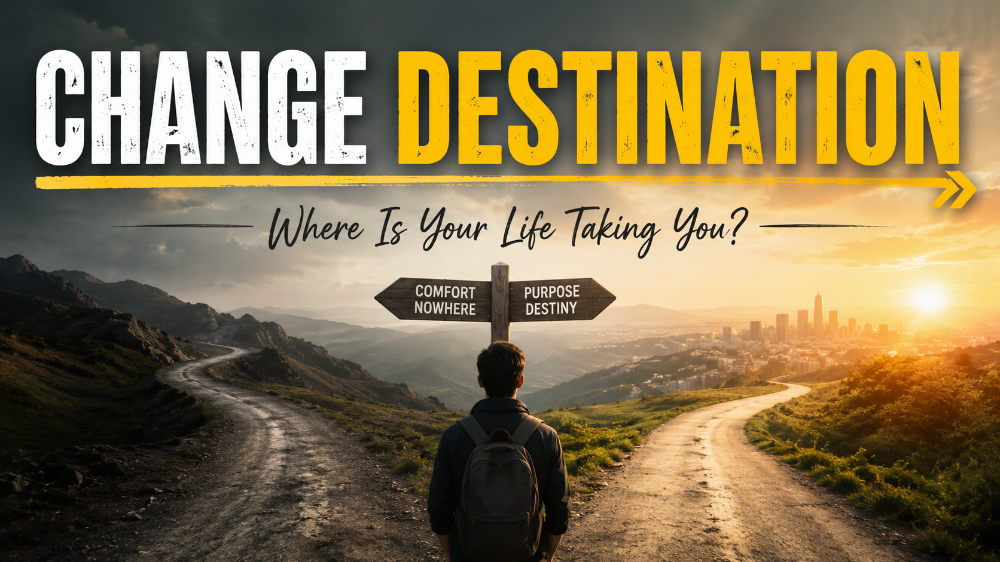 CHANGE DESTINATION
Where Is Your Life Taking You?
COMFORT
NOWHERE
PURPOSE
DESTINY